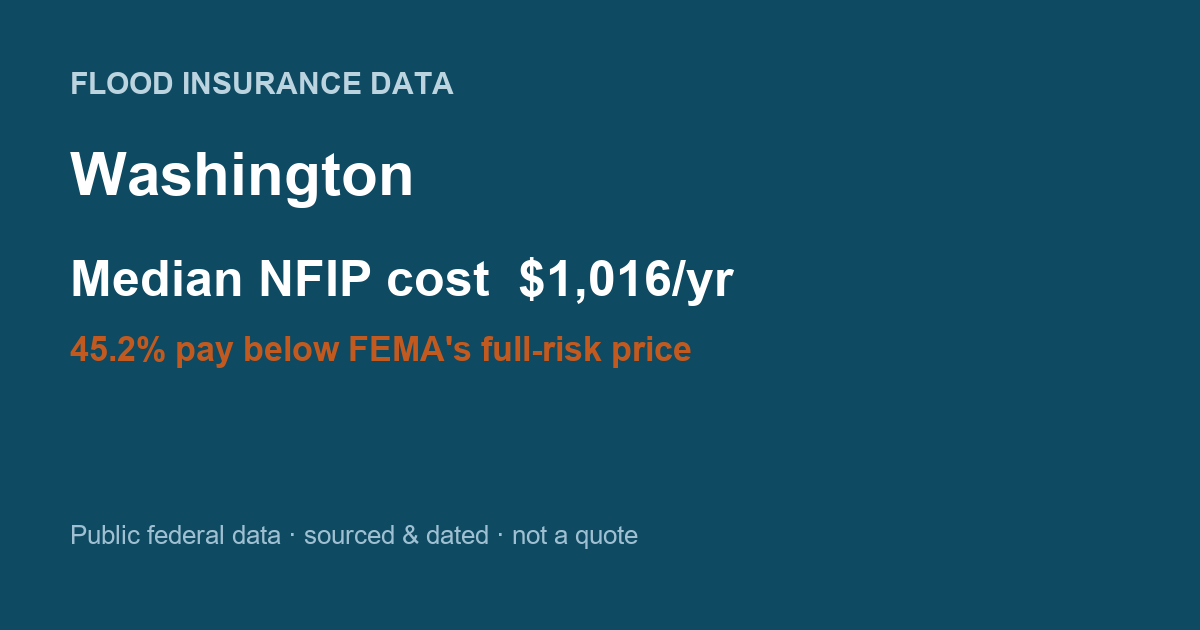 FLOOD INSURANCE DATA
Washington
Median NFIP cost  $1,016/yr
45.2% pay below FEMA's full-risk price
Public federal data · sourced & dated · not a quote